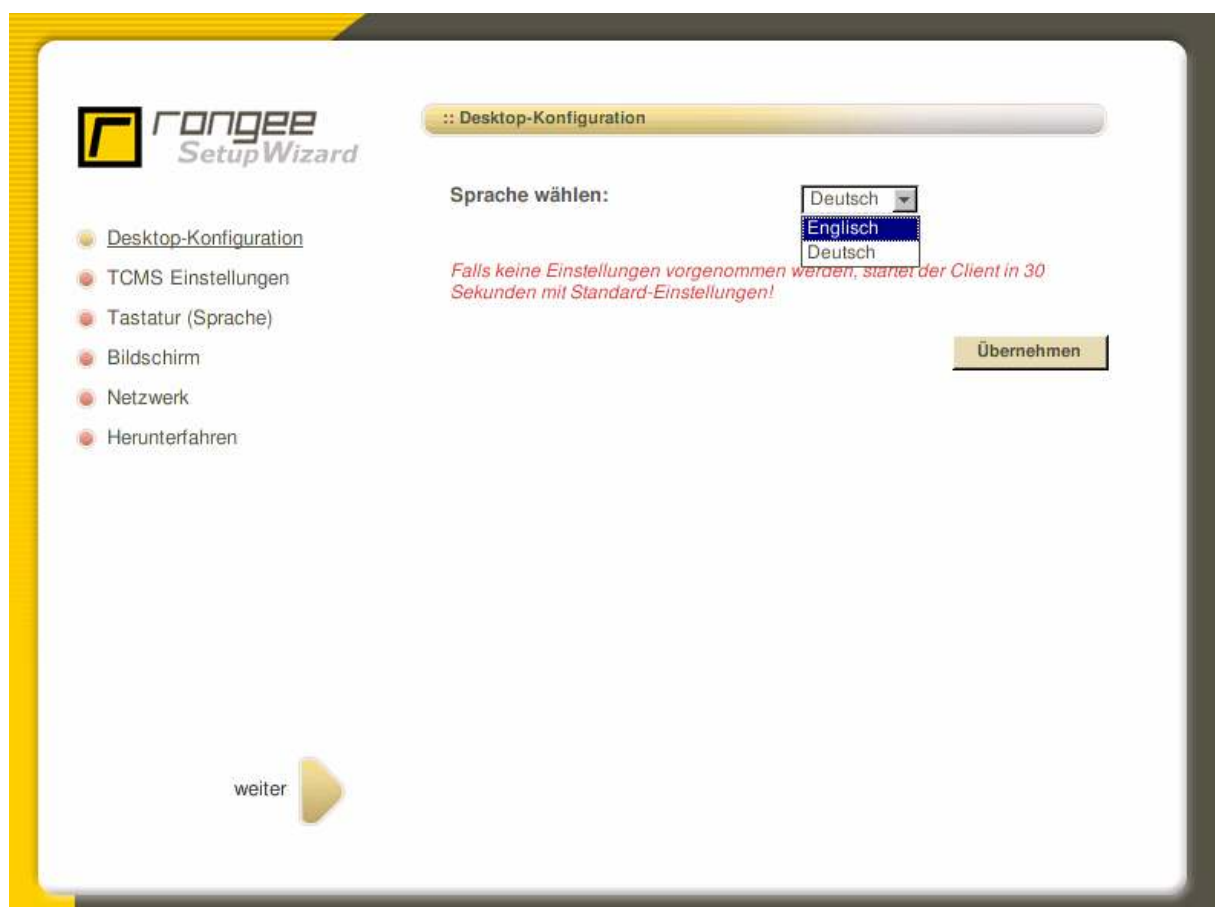 rangee
SetupWizard
:: Desktop-Konfiguration
Sprache wählen:
Deutsch
Englisch
Deutsch
Falls keine Einstellungen vorgenommen werden, startet der Client in 30
Sekunden mit Standard-Einstellungen!
Übernehmen
Desktop-Konfiguration
TCMS Einstellungen
Tastatur (Sprache)
Bildschirm
Netzwerk
Herunterfahren
weiter